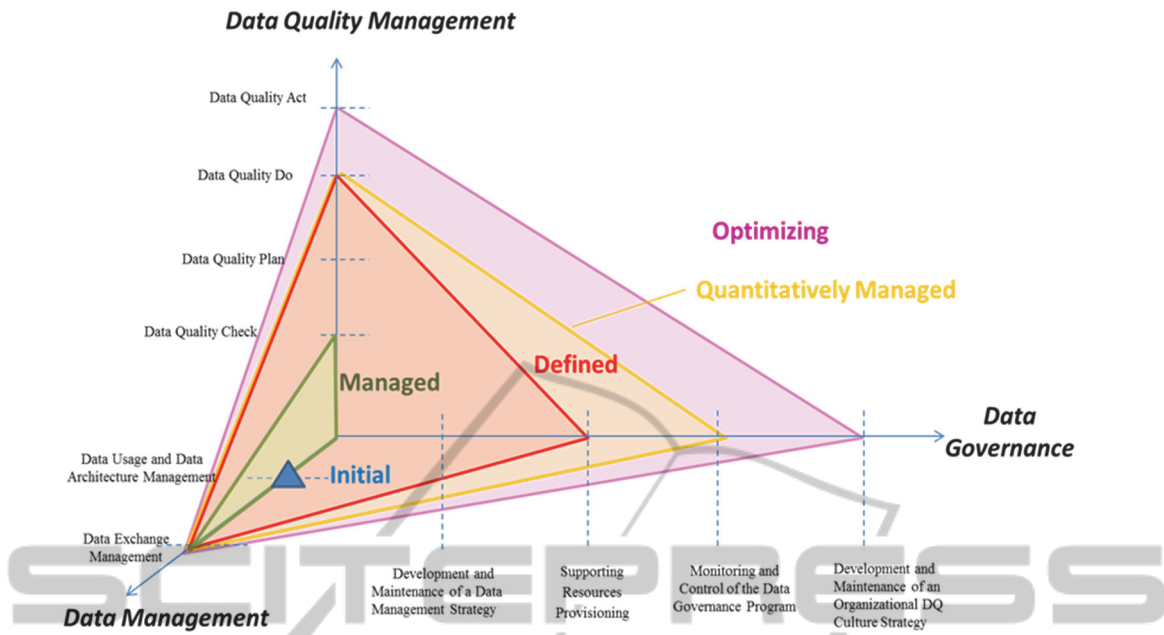 Data Quality Management
Data Quality Act
Data Quality Do
Optimizing
Data Quality Plan
Quantitatively Managed
Data Quality Check
Defined
Managed
Data
Governance
Data Usage and Data
Architecture Management
Initial
Data Exchange
Management
Data Management
Development and
Maintenance of a Data
Management Strategy
Supporting
Resources
Provisioning
Monitoring and
Control of the Data
Governance Program
Development and
Maintenance of an
Organizational DQ
Culture Strategy
SCITEPRESS